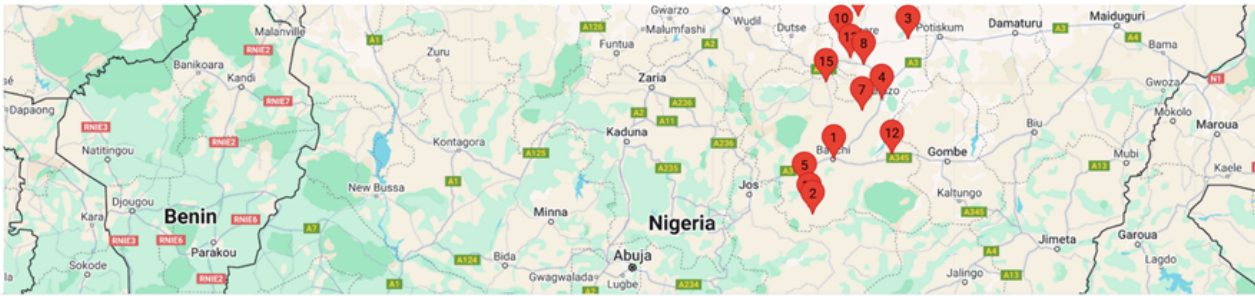 Malanville
A1
A126
Gwarzo
Malumfashi
Wudil
Dutse
10
3
Potiskum
Damaturu
Maiduguri
A3
A4
Bama
RNIE2
Zuru
Funtua
A2
8
Banikoara
Kandi
15
A3
4
Gwoza
N1
Dapaong
RNIE7
Zaria
A236
7
Mokolo
RNIE3
A2
A11
Biu
Maroua
Natitingou
RNIE2
Kontagora
Kaduna
A236
1
12
A345
Gombe
Mubi
A125
A235
5
A13
Kaele
A1
New Bussa
Jos
2
Kaltungo
Djougou
Kara
Benin
RNIE6
Minna
Nigeria
A345
RNIE3
RNIE6
A7
Jimeta
Garoua
Parakou
Abuja
A4
Sokode
A124
Bida
Gwagwalada
Lagdo
RNIE2
A1
Lugbe
A234
Jalingo
A13